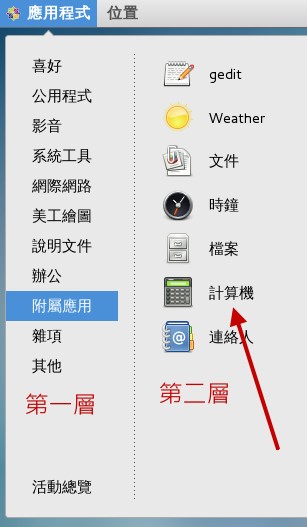 應用程式 位置
喜好
公用程式
影音
系統工具
網際網路
美工繪圖
說明文件
辦公
附屬應用
雜項
其他
第一層
活動總覽
gedit
Weather
文件
時鐘
檔案
計算機
連絡人
第二層